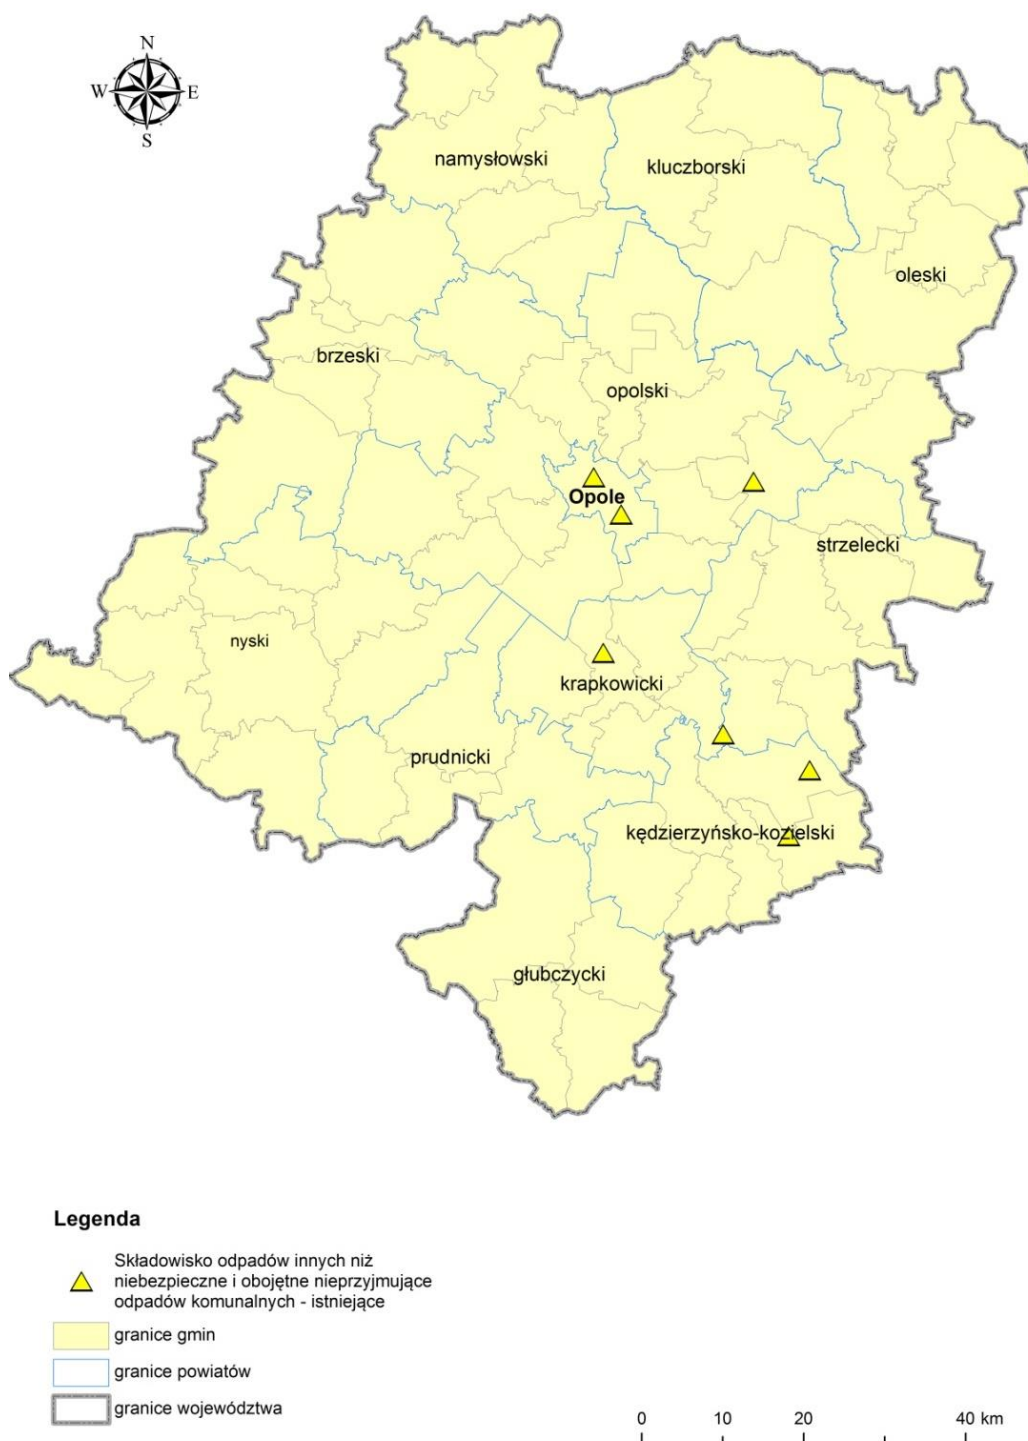 N
W E
S
namysłowski
kluczborski
oleski
brzeski
opolski
Opole
strzelecki
nyski
krapkowicki
prudnicki
kędzierzyńsko-kozielski
głubczycki
Legenda
Składowisko odpadów innych niż
niebezpieczne i obojętne nieprzyjmujące
odpadów komunalnych - istniejące
granice gmin
granice powiatów
granice województwa
0 10 20 40 km